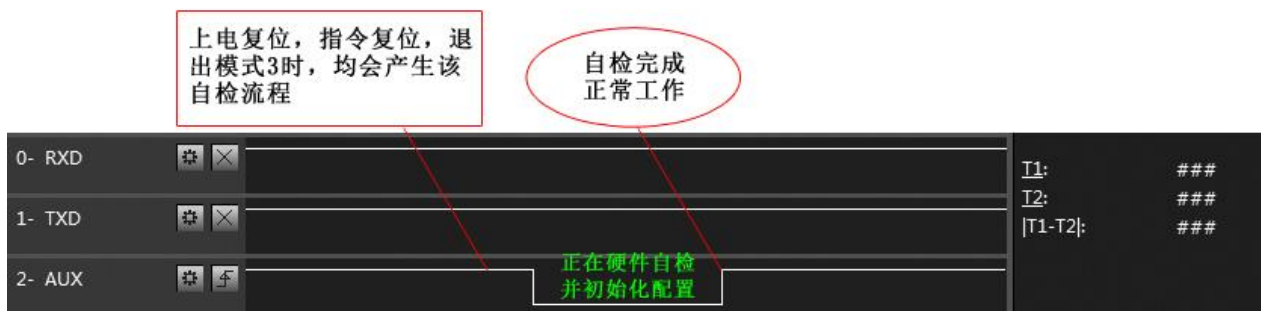 上电复位，指令复位，退
出模式3时，均会产生该
自检流程
自检完成
正常工作
0- RXD
T1: ###
T2: ###
|T1-T2|: ###
1- TXD
2- AUX
正在硬件自检
并初始化配置